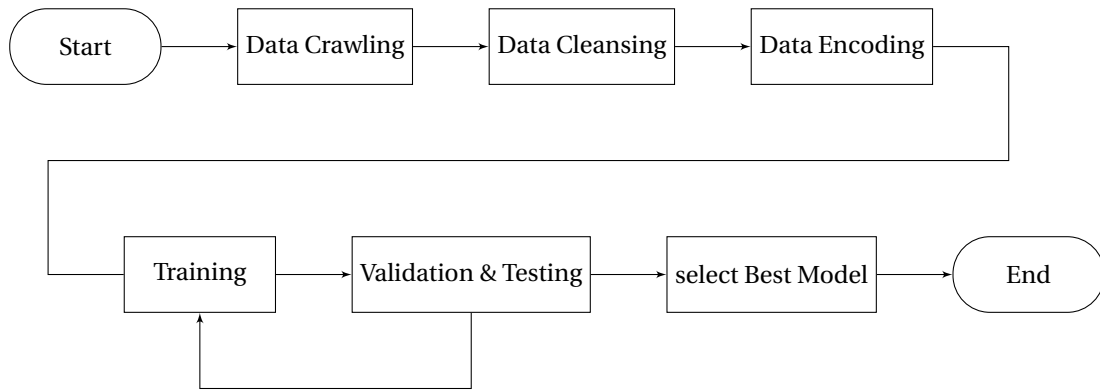 Start
Data Crawling
Data Cleansing
Data Encoding
Training
Validation & Testing
select Best Model
End